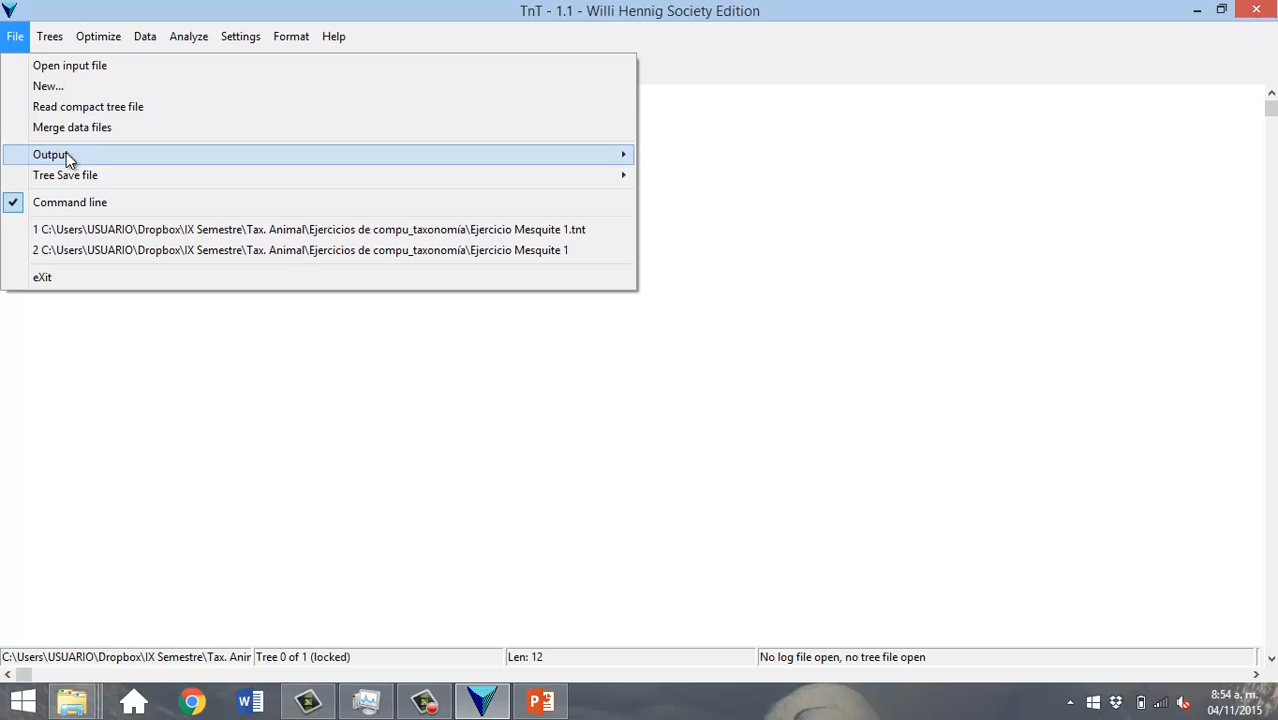 TnT - 1.1 - Willi Hennig Society Edition
File Trees Optimize Data Analyze Settings Format Help
Open input file
New...
Read compact tree file
Merge data files
Output
Tree Save file
Command line
1 C:\Users\USUARIO\Dropbox\IX Semestre\Tax. Animal\Ejercicios de compu_taxonomía\Ejercicio Mesquite 1.tnt
2 C:\Users\USUARIO\Dropbox\IX Semestre\Tax. Animal\Ejercicios de compu_taxonomía\Ejercicio Mesquite 1
eXit
C:\Users\USUARIO\Dropbox\IX Semestre\Tax. Anir Tree 0 of 1 (locked) Len: 12 No log file open, no tree file open
8:54 a. m.
04/11/2015